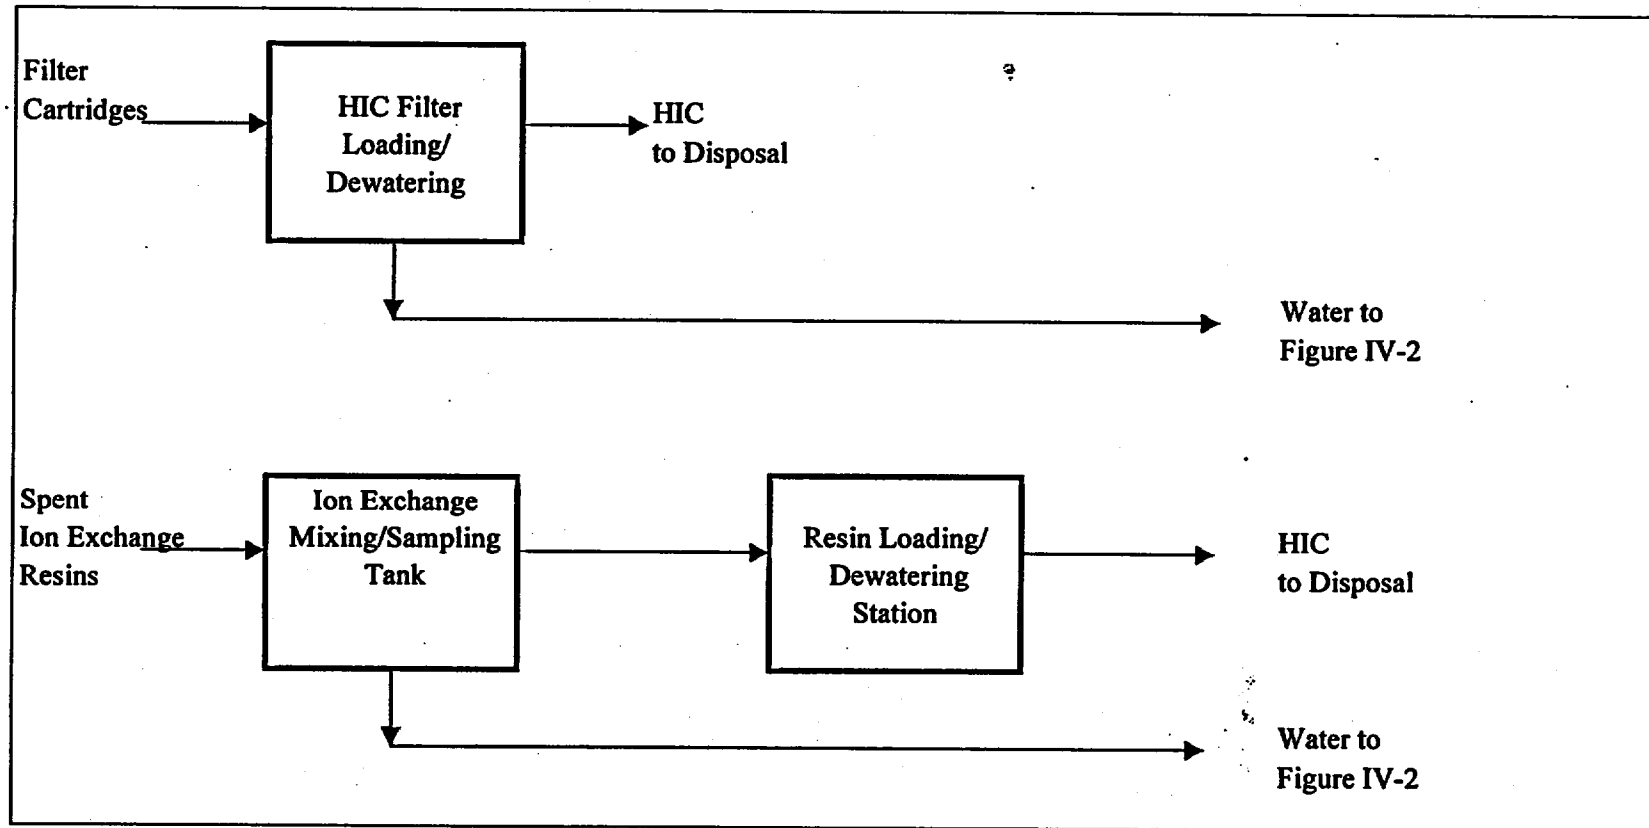 Filter
Cartridges
HIC Filter
Loading/
Dewatering
HIC
to Disposal
Water to
Figure IV-2
Spent
Ion Exchange
Resins
Ion Exchange
Mixing/Sampling
Tank
Resin Loading/
Dewatering
Station
HIC
to Disposal
Water to
Figure IV-2